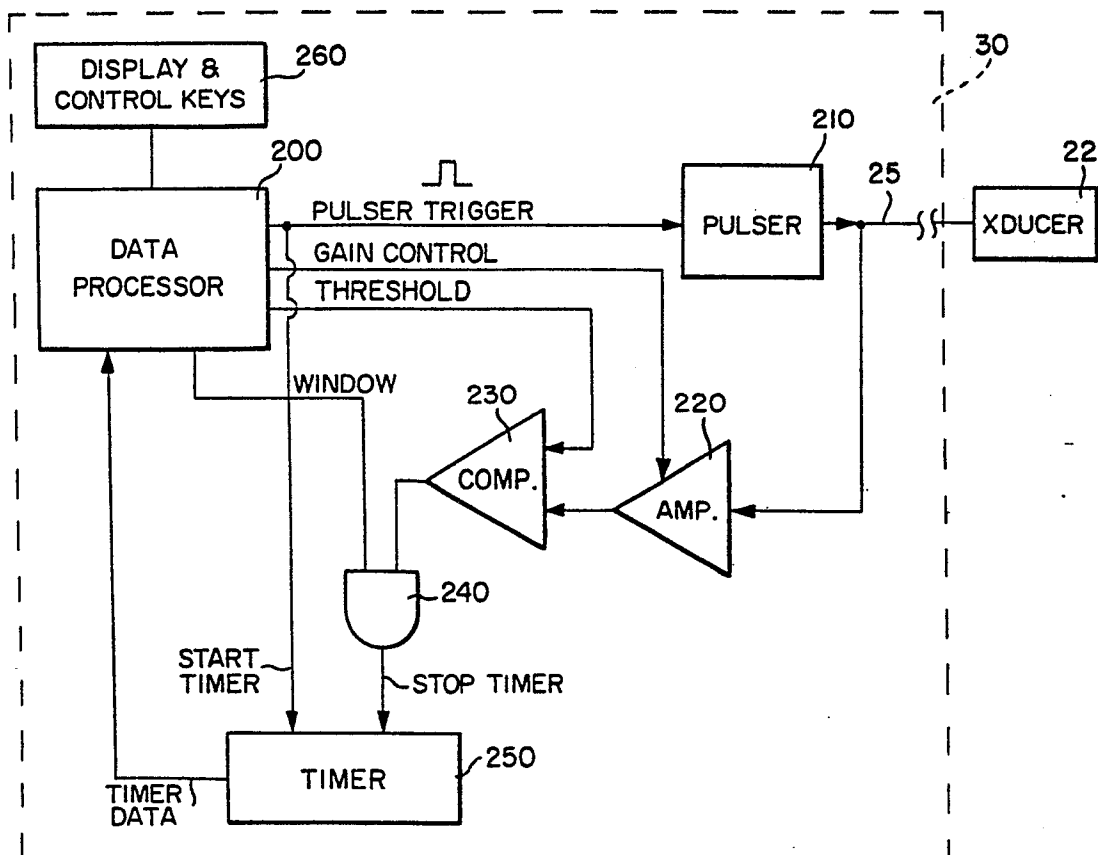 DISPLAY &
CONTROL KEYS
260
30
200
210
22
DATA
PROCESSOR
PULSER TRIGGER
PULSER
25
XDUCER
GAIN CONTROL
THRESHOLD
WINDOW
230
220
COMP.
AMP.
240
START
TIMER
STOP TIMER
TIMER
250
TIMER
DATA